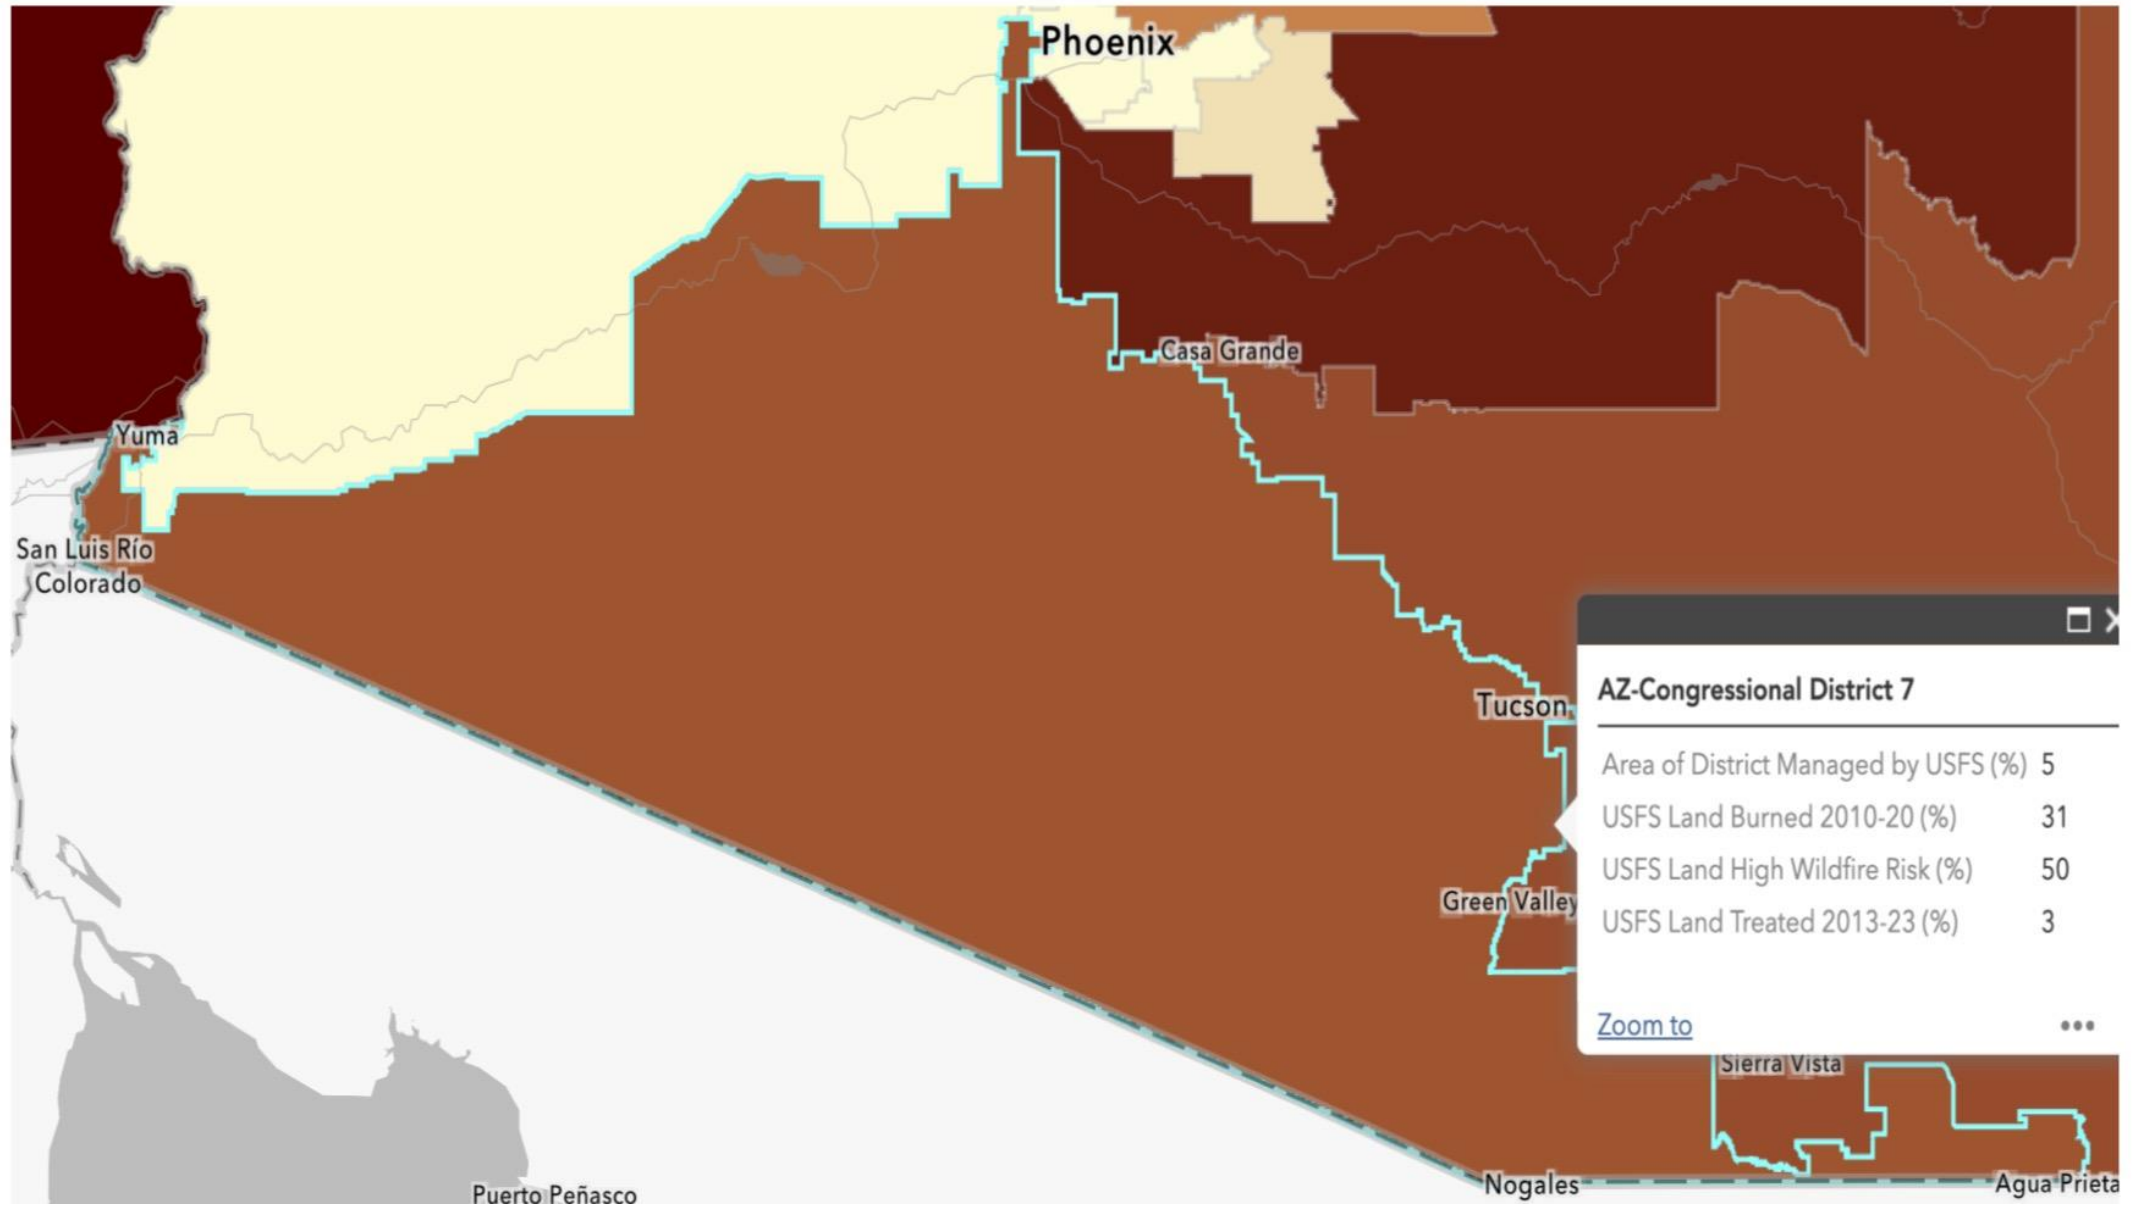 Phoenix
Casa Grande
Yuma
San Luis Río
Colorado
Tucson
AZ-Congressional District 7
Area of District Managed by USFS (%) 5
USFS Land Burned 2010-20 (%) 31
USFS Land High Wildfire Risk (%) 50
USFS Land Treated 2013-23 (%) 3
Green Valley
Zoom to
Sierra Vista
Nogales
Agua Prieta
Puerto Peñasco